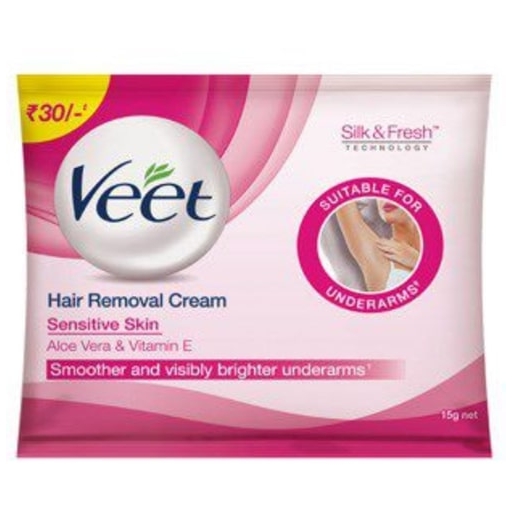 ₹30/-ᵗ
Veet
Silk & Fresh™
TECHNOLOGY
SUITABLE FOR
UNDERARMS†
Hair Removal Cream
Sensitive Skin
Aloe Vera & Vitamin E
Smoother and visibly brighter underarms†
15g net